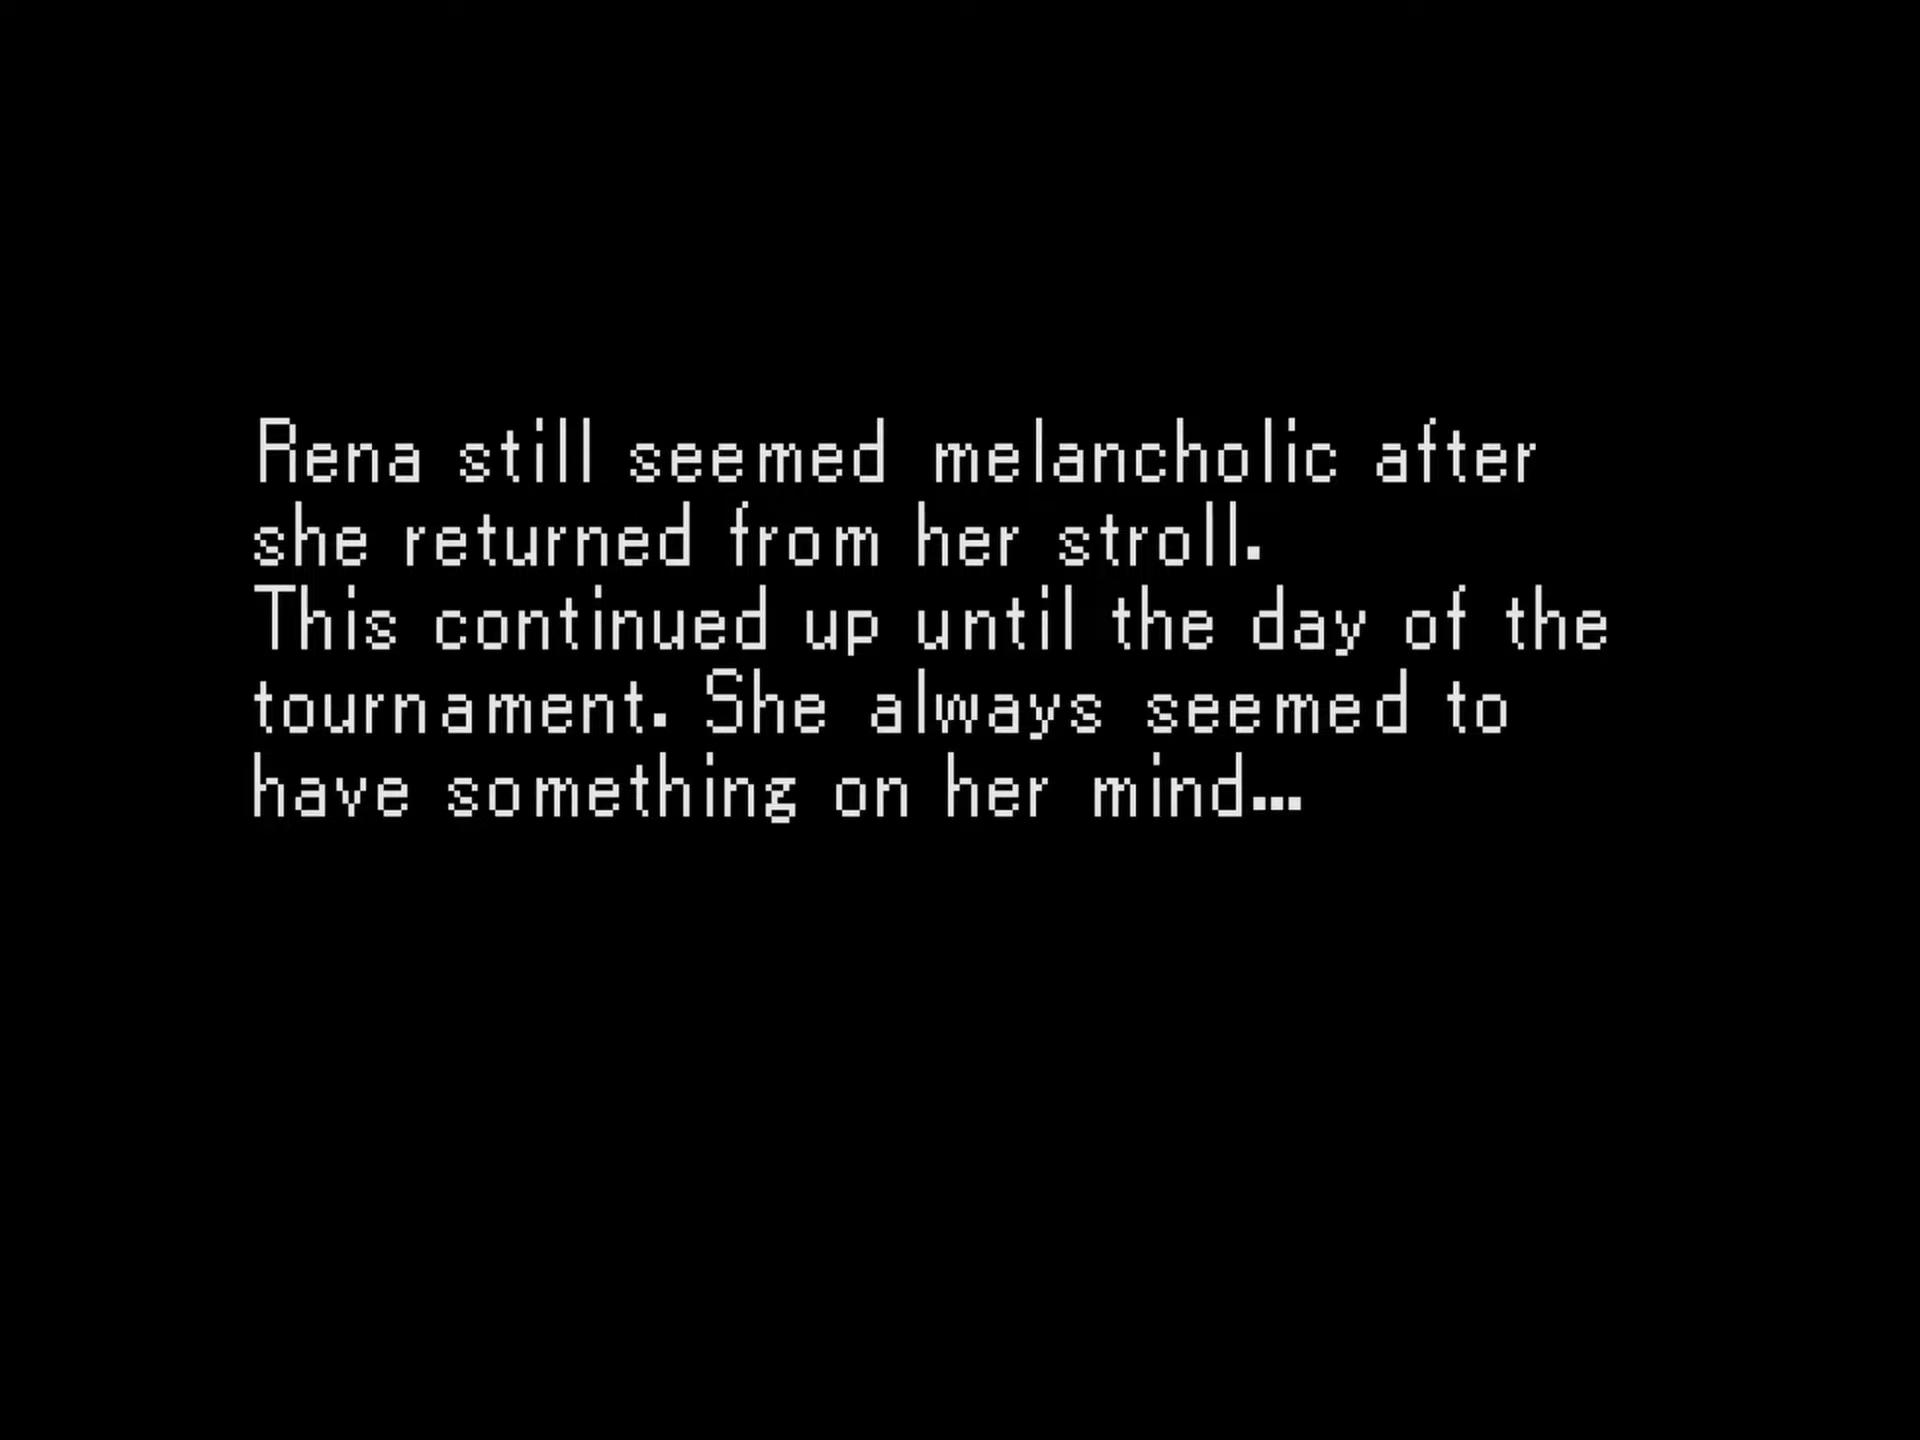 Rena still seemed melancholic after
she returned from her stroll.
This continued up until the day of the
tournament. She always seemed to
have something on her mind...